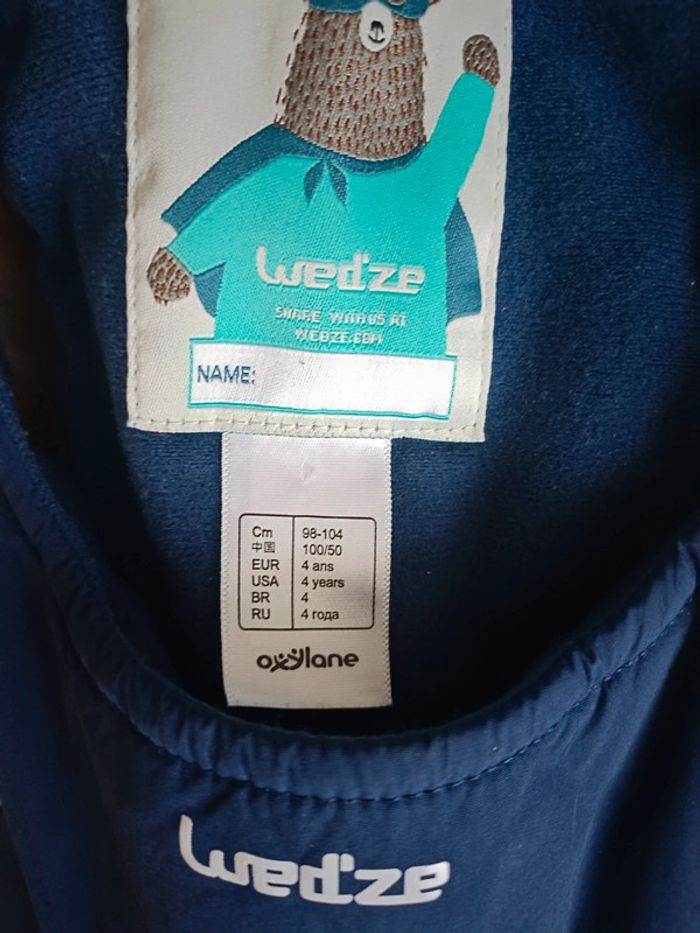 wed'ze
SHARE WITH US AT
WEDZE.COM
NAME:
Cm 98-104
中国 100/50
EUR 4 ans
USA 4 years
BR 4
RU 4 года
oxylane
wed'ze